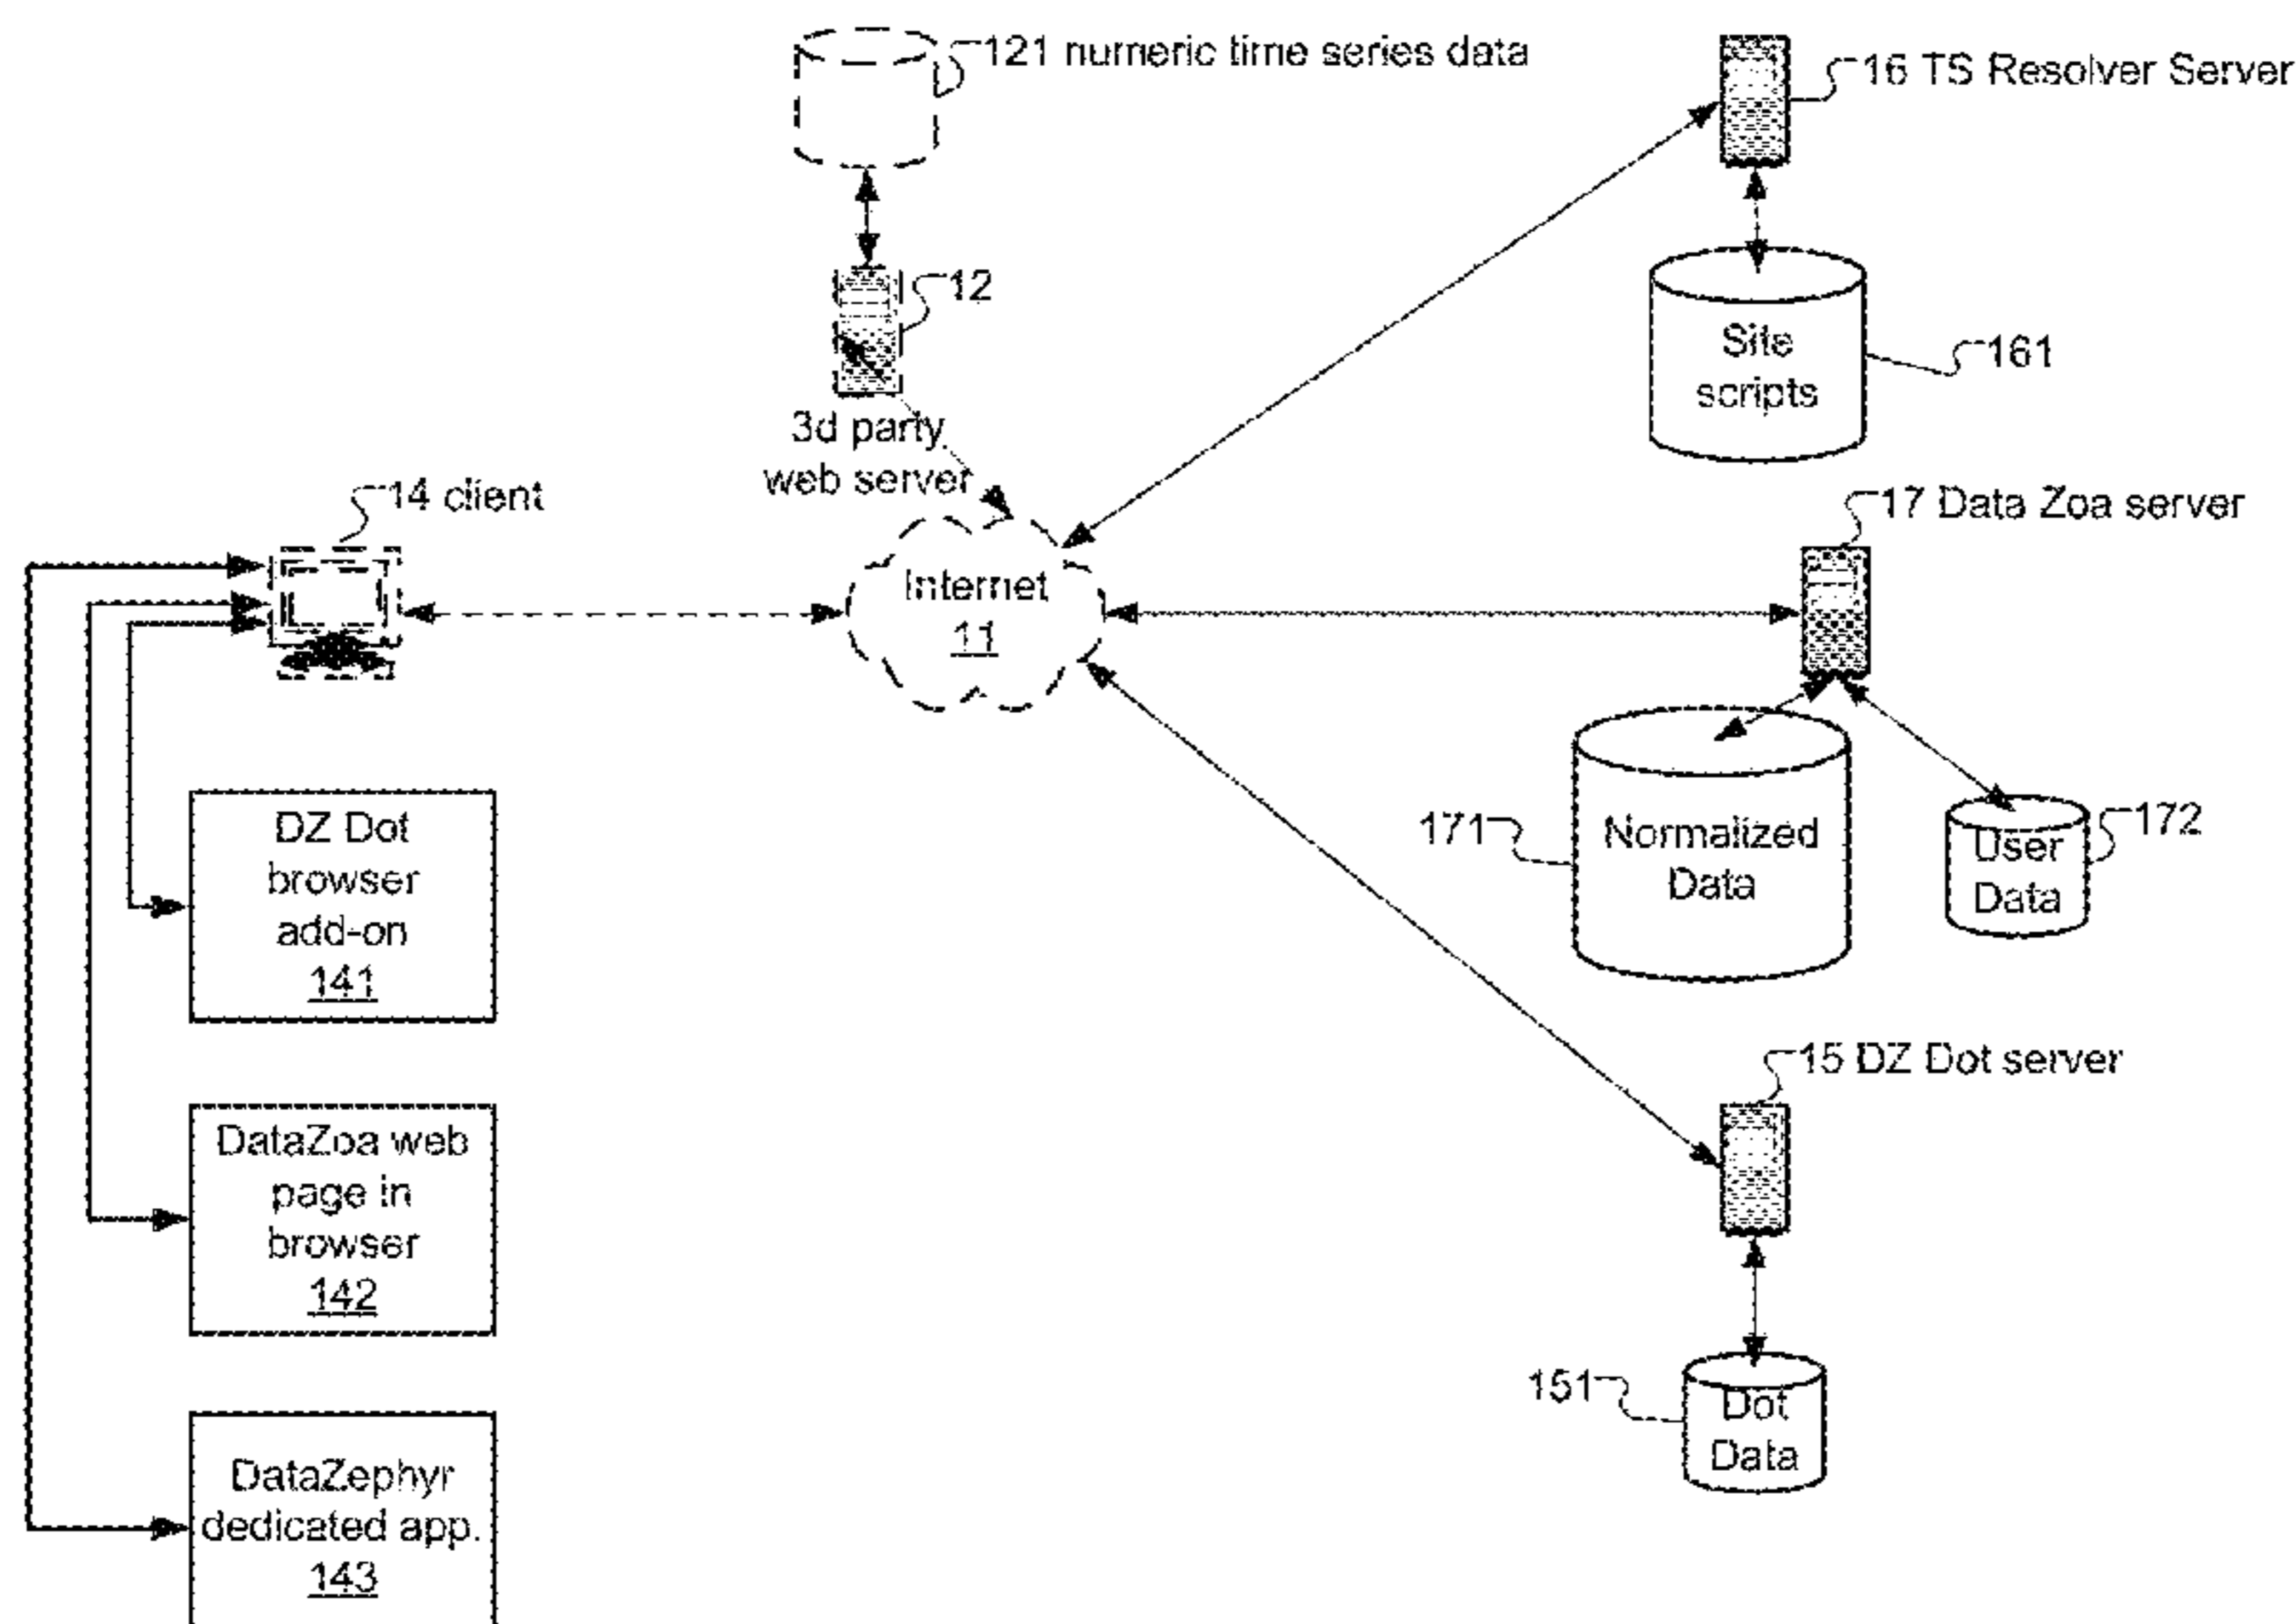 121 numeric time series data
16 TS Resolver Server
12
Site
scripts
161
3d party
web server
14 client
17 Data Zoa server
Internet
11
171
Normalized
Data
User
Data
172
DZ Dot
browser
add-on
141
15 DZ Dot server
DataZoa web
page in
browser
142
151
Dot
Data
DataZephyr
dedicated app.
143